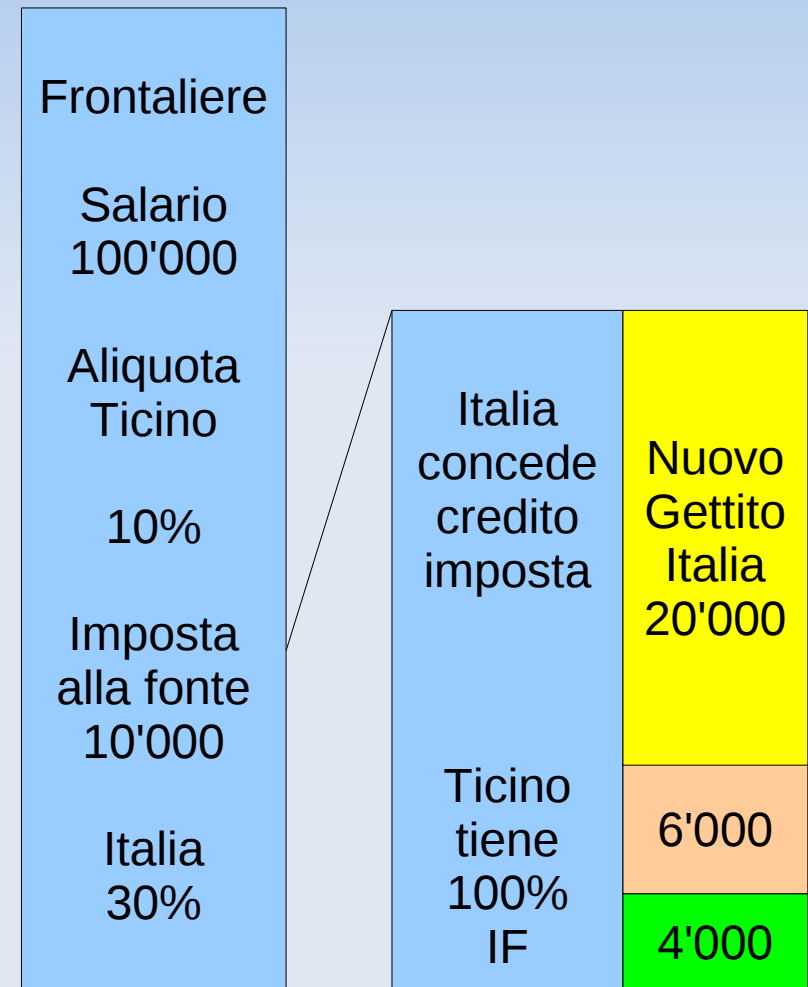 Frontaliere
Salario
100'000
Aliquota
Ticino
10%
Imposta
alla fonte
10'000
Italia
30%
Italia
concede
credito
imposta
Ticino
tiene
100%
IF
Nuovo
Gettito
Italia
20'000
6'000
4'000